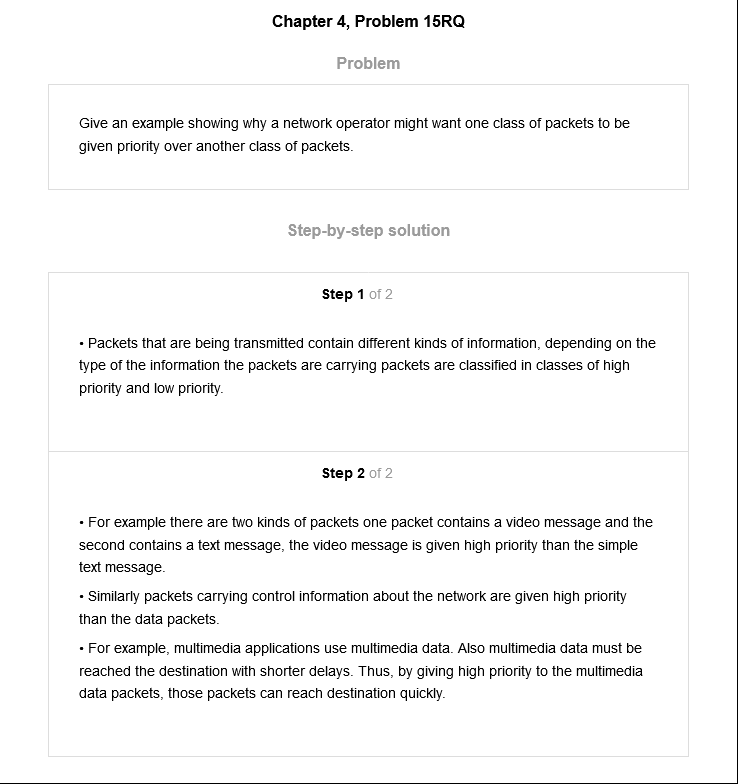 Chapter 4, Problem 15RQ
Problem
Give an example showing why a network operator might want one class of packets to be
given priority over another class of packets.
Step-by-step solution
Step 1 of 2
• Packets that are being transmitted contain different kinds of information, depending on the
type of the information the packets are carrying packets are classified in classes of high
priority and low priority.
Step 2 of 2
• For example there are two kinds of packets one packet contains a video message and the
second contains a text message, the video message is given high priority than the simple
text message.
• Similarly packets carrying control information about the network are given high priority
than the data packets.
• For example, multimedia applications use multimedia data. Also multimedia data must be
reached the destination with shorter delays. Thus, by giving high priority to the multimedia
data packets, those packets can reach destination quickly.